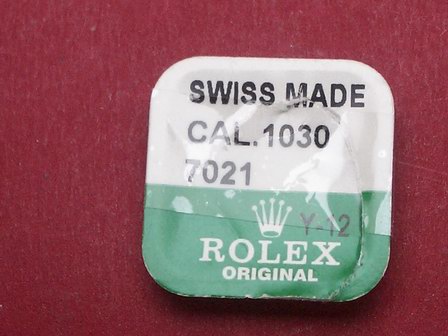 SWISS MADE
CAL.1030
7021
Y-12
ROLEX
ORIGINAL